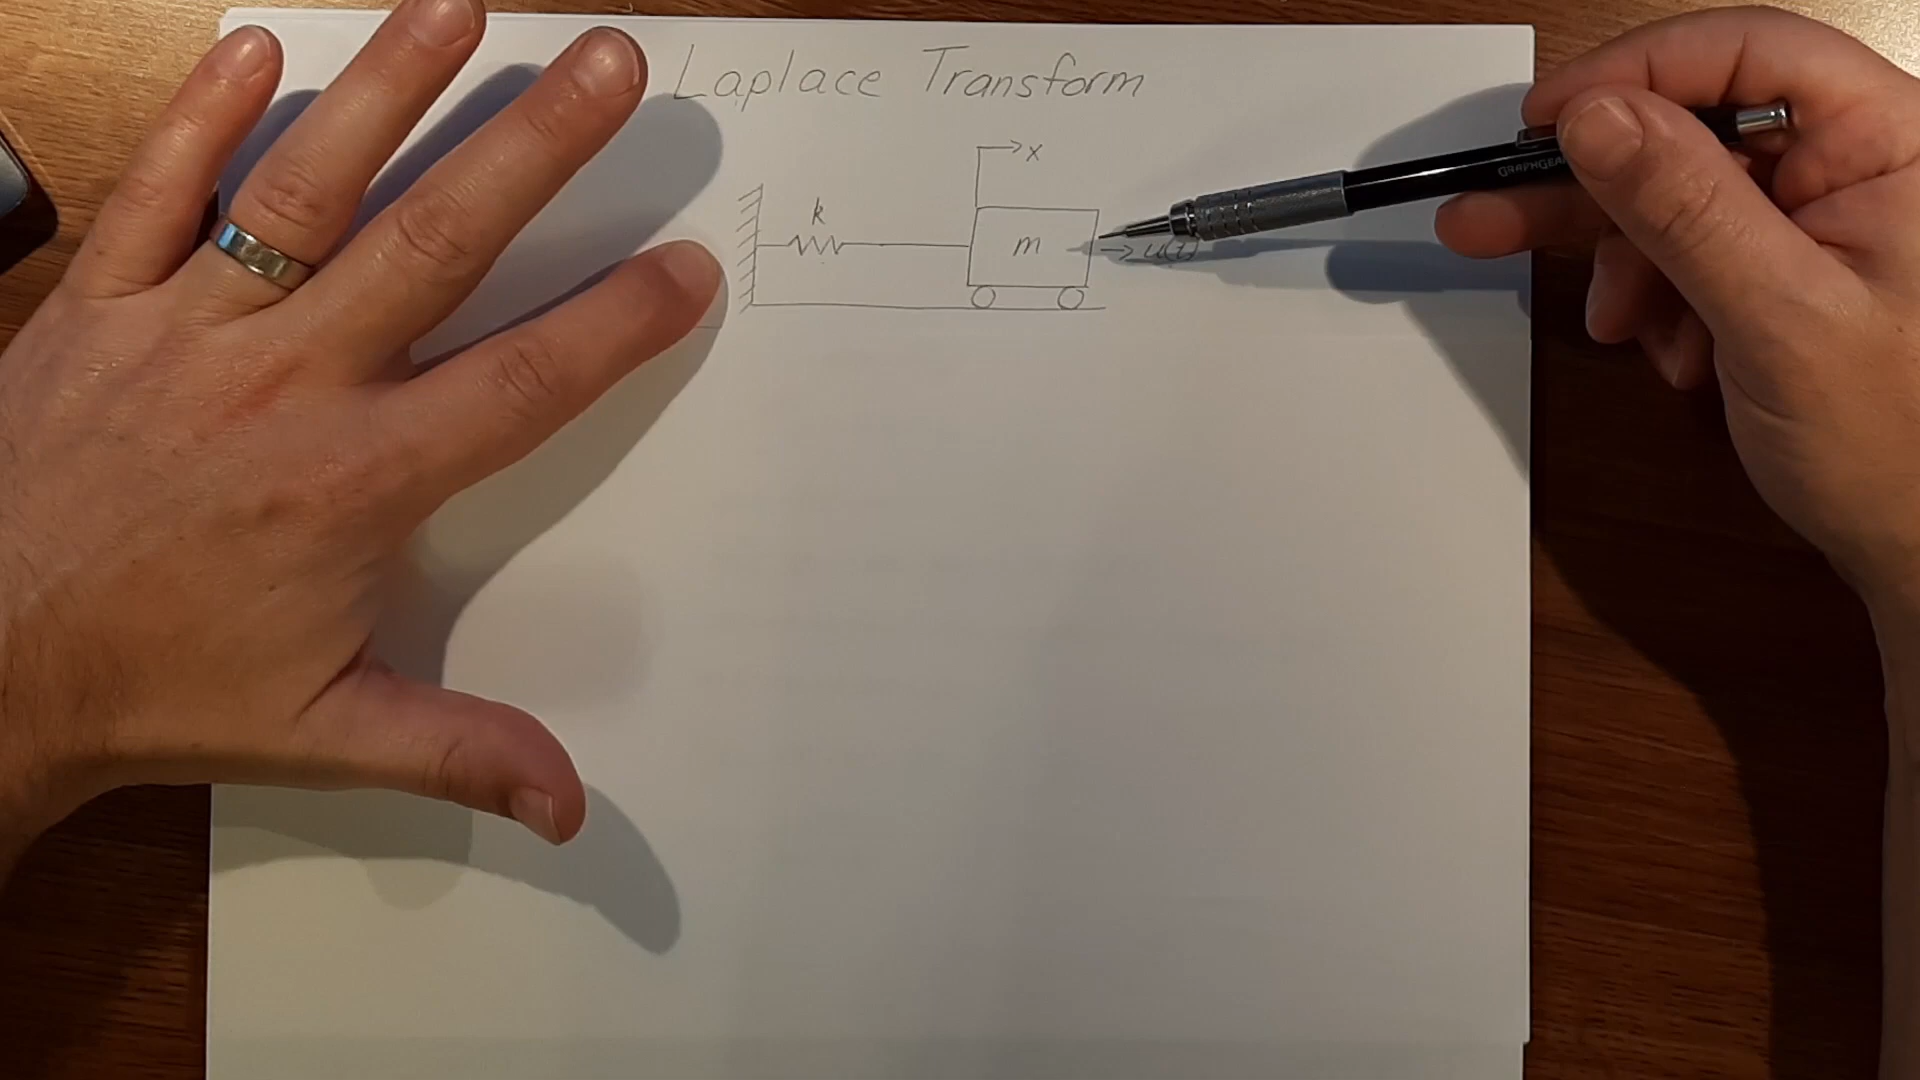 Laplace Transform
x
k
m
u(t)
GRAPHGEAR